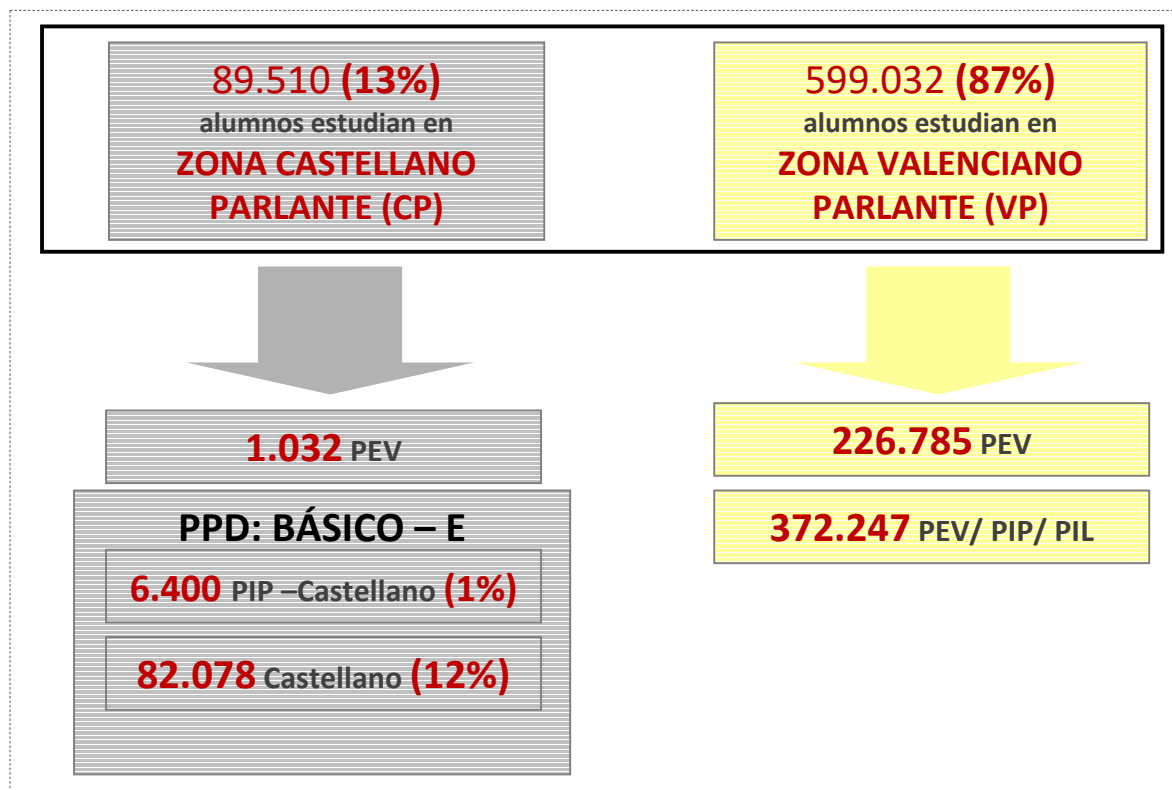 89.510 (13%)
alumnos estudian en
ZONA CASTELLANO
PARLANTE (CP)
599.032 (87%)
alumnos estudian en
ZONA VALENCIANO
PARLANTE (VP)
1.032 PEV
PPD: BÁSICO – E
6.400 PIP –Castellano (1%)
82.078 Castellano (12%)
226.785 PEV
372.247 PEV/ PIP/ PIL